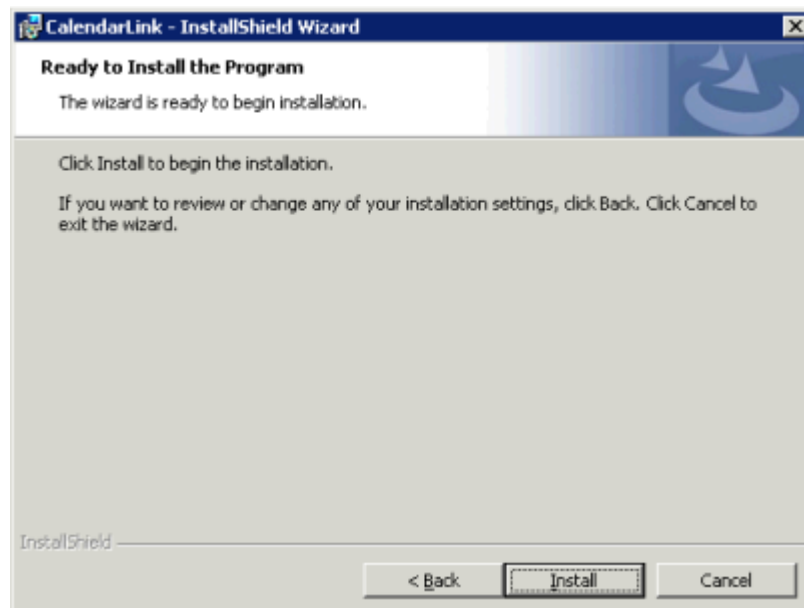 CalendarLink - InstallShield Wizard
Ready to Install the Program
The wizard is ready to begin installation.
Click Install to begin the installation.
If you want to review or change any of your installation settings, click Back. Click Cancel to
exit the wizard.
InstallShield
< Back Install Cancel